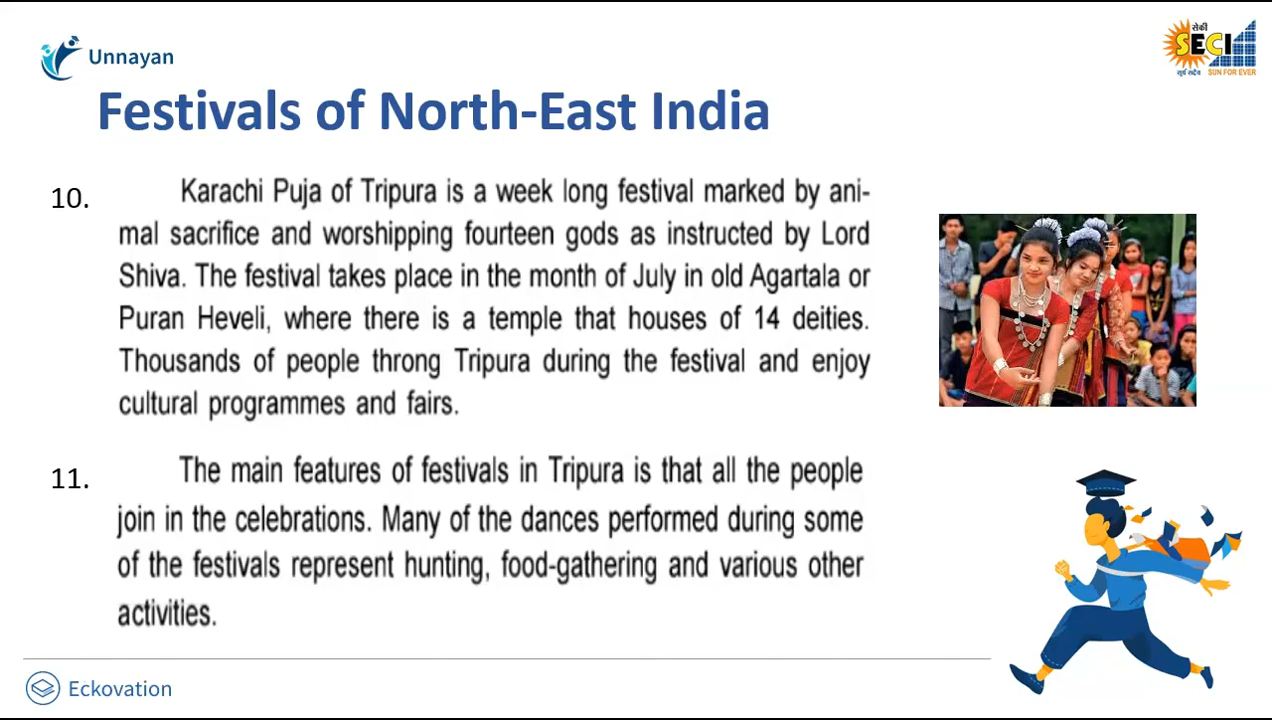 Unnayan
सेकी
SECI
सूर्य सदैव SUN FOR EVER
Festivals of North-East India
10. Karachi Puja of Tripura is a week long festival marked by ani-
mal sacrifice and worshipping fourteen gods as instructed by Lord
Shiva. The festival takes place in the month of July in old Agartala or
Puran Heveli, where there is a temple that houses of 14 deities.
Thousands of people throng Tripura during the festival and enjoy
cultural programmes and fairs.
11. The main features of festivals in Tripura is that all the people
join in the celebrations. Many of the dances performed during some
of the festivals represent hunting, food-gathering and various other
activities.
Eckovation